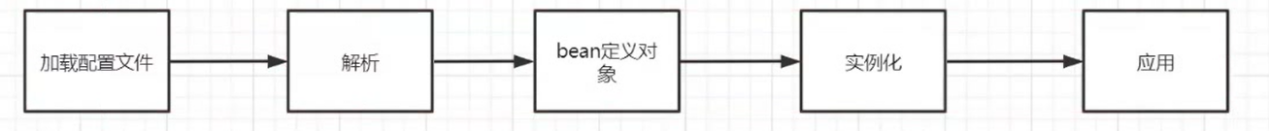 加载配置文件
解析
bean定义对
象
实例化
应用